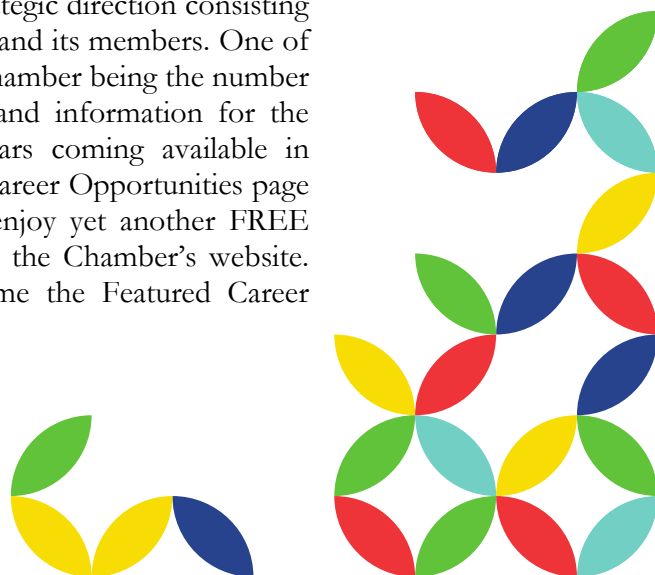 tegic direction consisting
and its members. One of
hamber being the number
and information for the
ars coming available in
areer Opportunities page
enjoy yet another FREE
the Chamber's website.
me the Featured Career